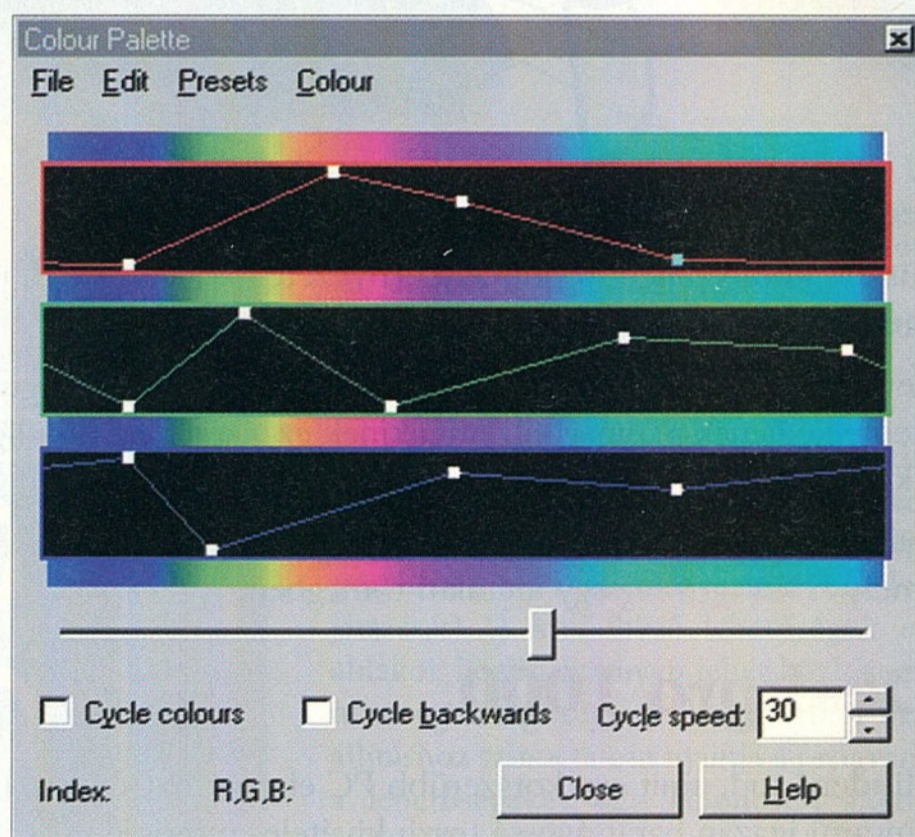 Colour Palette
File Edit Presets Colour
Cycle colours Cycle backwards Cycle speed: 30
Index: R,G,B: Close Help